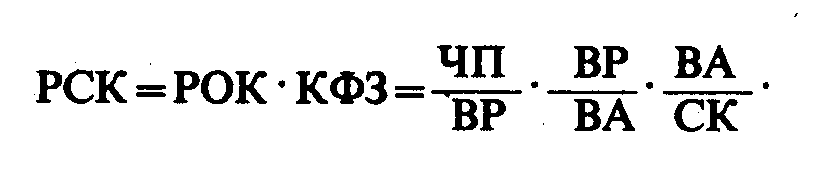 РСК = РОК · КФЗ = ЧП/ВР · ВР/ВА · ВА/СК ·